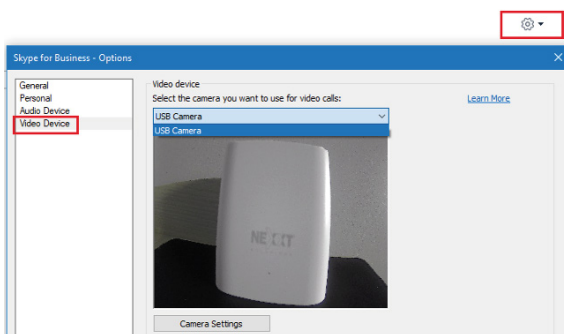 Skype for Business - Options
General
Personal
Audio Device
Video Device
Video device
Select the camera you want to use for video calls:
Learn More
USB Camera
USB Camera
Camera Settings